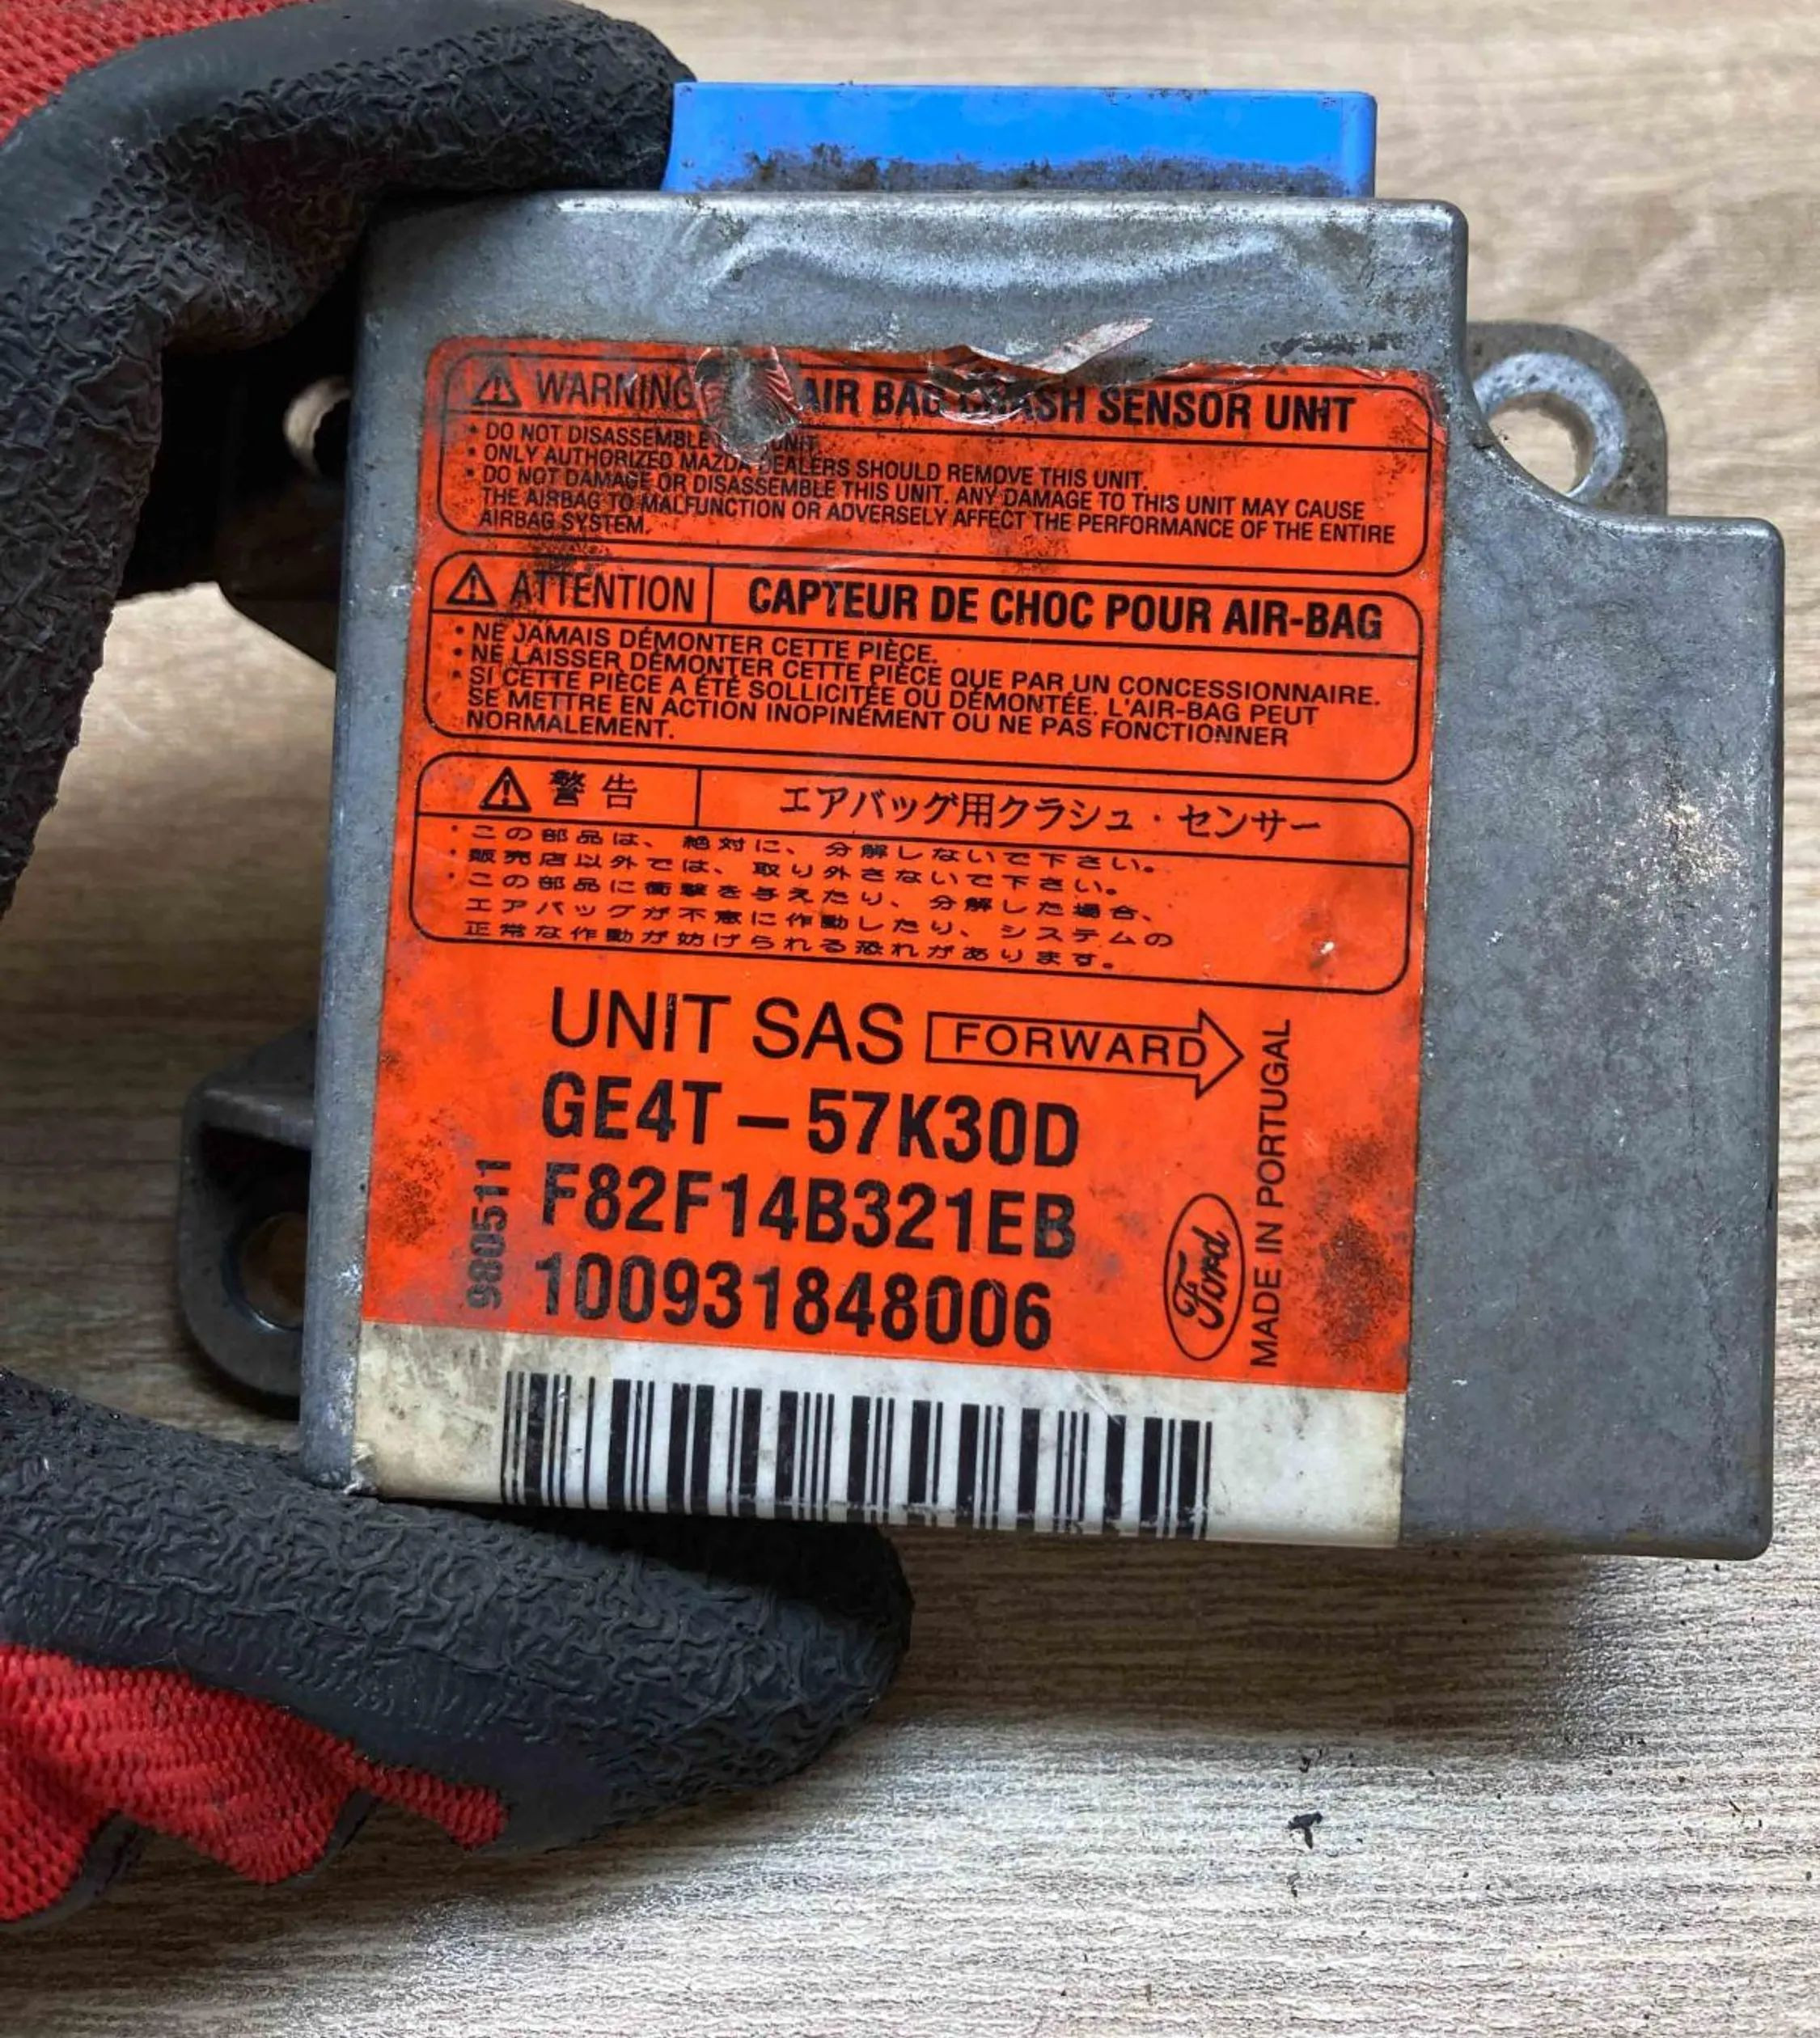 WARNING AIR BAG CRASH SENSOR UNIT
• DO NOT DISASSEMBLE UNIT.
• ONLY AUTHORIZED MAZDA DEALERS SHOULD REMOVE THIS UNIT.
• DO NOT DAMAGE OR DISASSEMBLE THIS UNIT. ANY DAMAGE TO THIS UNIT MAY CAUSE
THE AIRBAG TO MALFUNCTION OR ADVERSELY AFFECT THE PERFORMANCE OF THE ENTIRE
AIRBAG SYSTEM.
ATTENTION CAPTEUR DE CHOC POUR AIR-BAG
• NE JAMAIS DÉMONTER CETTE PIÈCE.
• NE LAISSER DÉMONTER CETTE PIÈCE QUE PAR UN CONCESSIONNAIRE.
• SI CETTE PIÈCE A ÉTÉ SOLLICITÉE OU DÉMONTÉE. L'AIR-BAG PEUT
SE METTRE EN ACTION INOPINÉMENT OU NE PAS FONCTIONNER
NORMALEMENT.
警告 エアバッグ用クラシュ・センサー
・この部品は、絶対に、分解しないで下さい。
・販売店以外では、取り外さないで下さい。
・この部品に衝撃を与えたり、分解した場合、
エアバッグが不意に作動したり、システムの
正常な作動が妨げられる恐れがあります。
UNIT SAS FORWARD
GE4T-57K30D
F82F14B321EB
100931848006
980511
Ford
MADE IN PORTUGAL